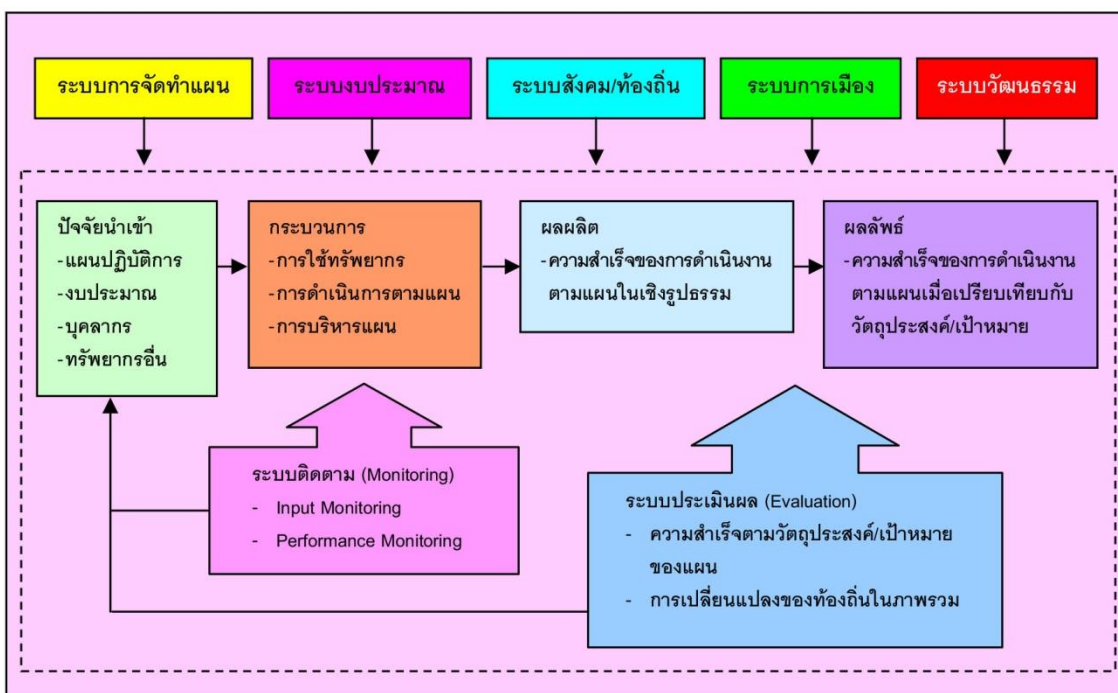 ระบบการจัดทำแผน
ระบบงบประมาณ
ระบบสังคม/ท้องถิ่น
ระบบการเมือง
ระบบวัฒนธรรม
ปัจจัยนำเข้า
-แผนปฏิบัติการ
-งบประมาณ
-บุคลากร
-ทรัพยากรอื่น
กระบวนการ
-การใช้ทรัพยากร
-การดำเนินการตามแผน
-การบริหารแผน
ผลผลิต
-ความสำเร็จของการดำเนินงาน
ตามแผนในเชิงรูปธรรม
ผลลัพธ์
-ความสำเร็จของการดำเนินงาน
ตามแผนเมื่อเปรียบเทียบกับ
วัตถุประสงค์/เป้าหมาย
ระบบติดตาม (Monitoring)
- Input Monitoring
- Performance Monitoring
ระบบประเมินผล (Evaluation)
- ความสำเร็จตามวัตถุประสงค์/เป้าหมาย
ของแผน
- การเปลี่ยนแปลงของท้องถิ่นในภาพรวม